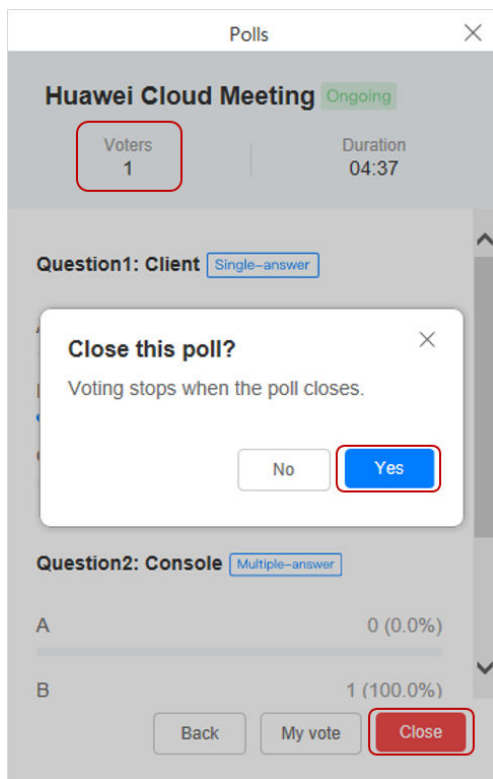 Polls
Huawei Cloud Meeting Ongoing
Voters Duration
1 04:37
Question1: Client Single-answer
Close this poll?
Voting stops when the poll closes.
No Yes
Question2: Console Multiple-answer
A 0 (0.0%)
B 1 (100.0%)
Back My vote Close